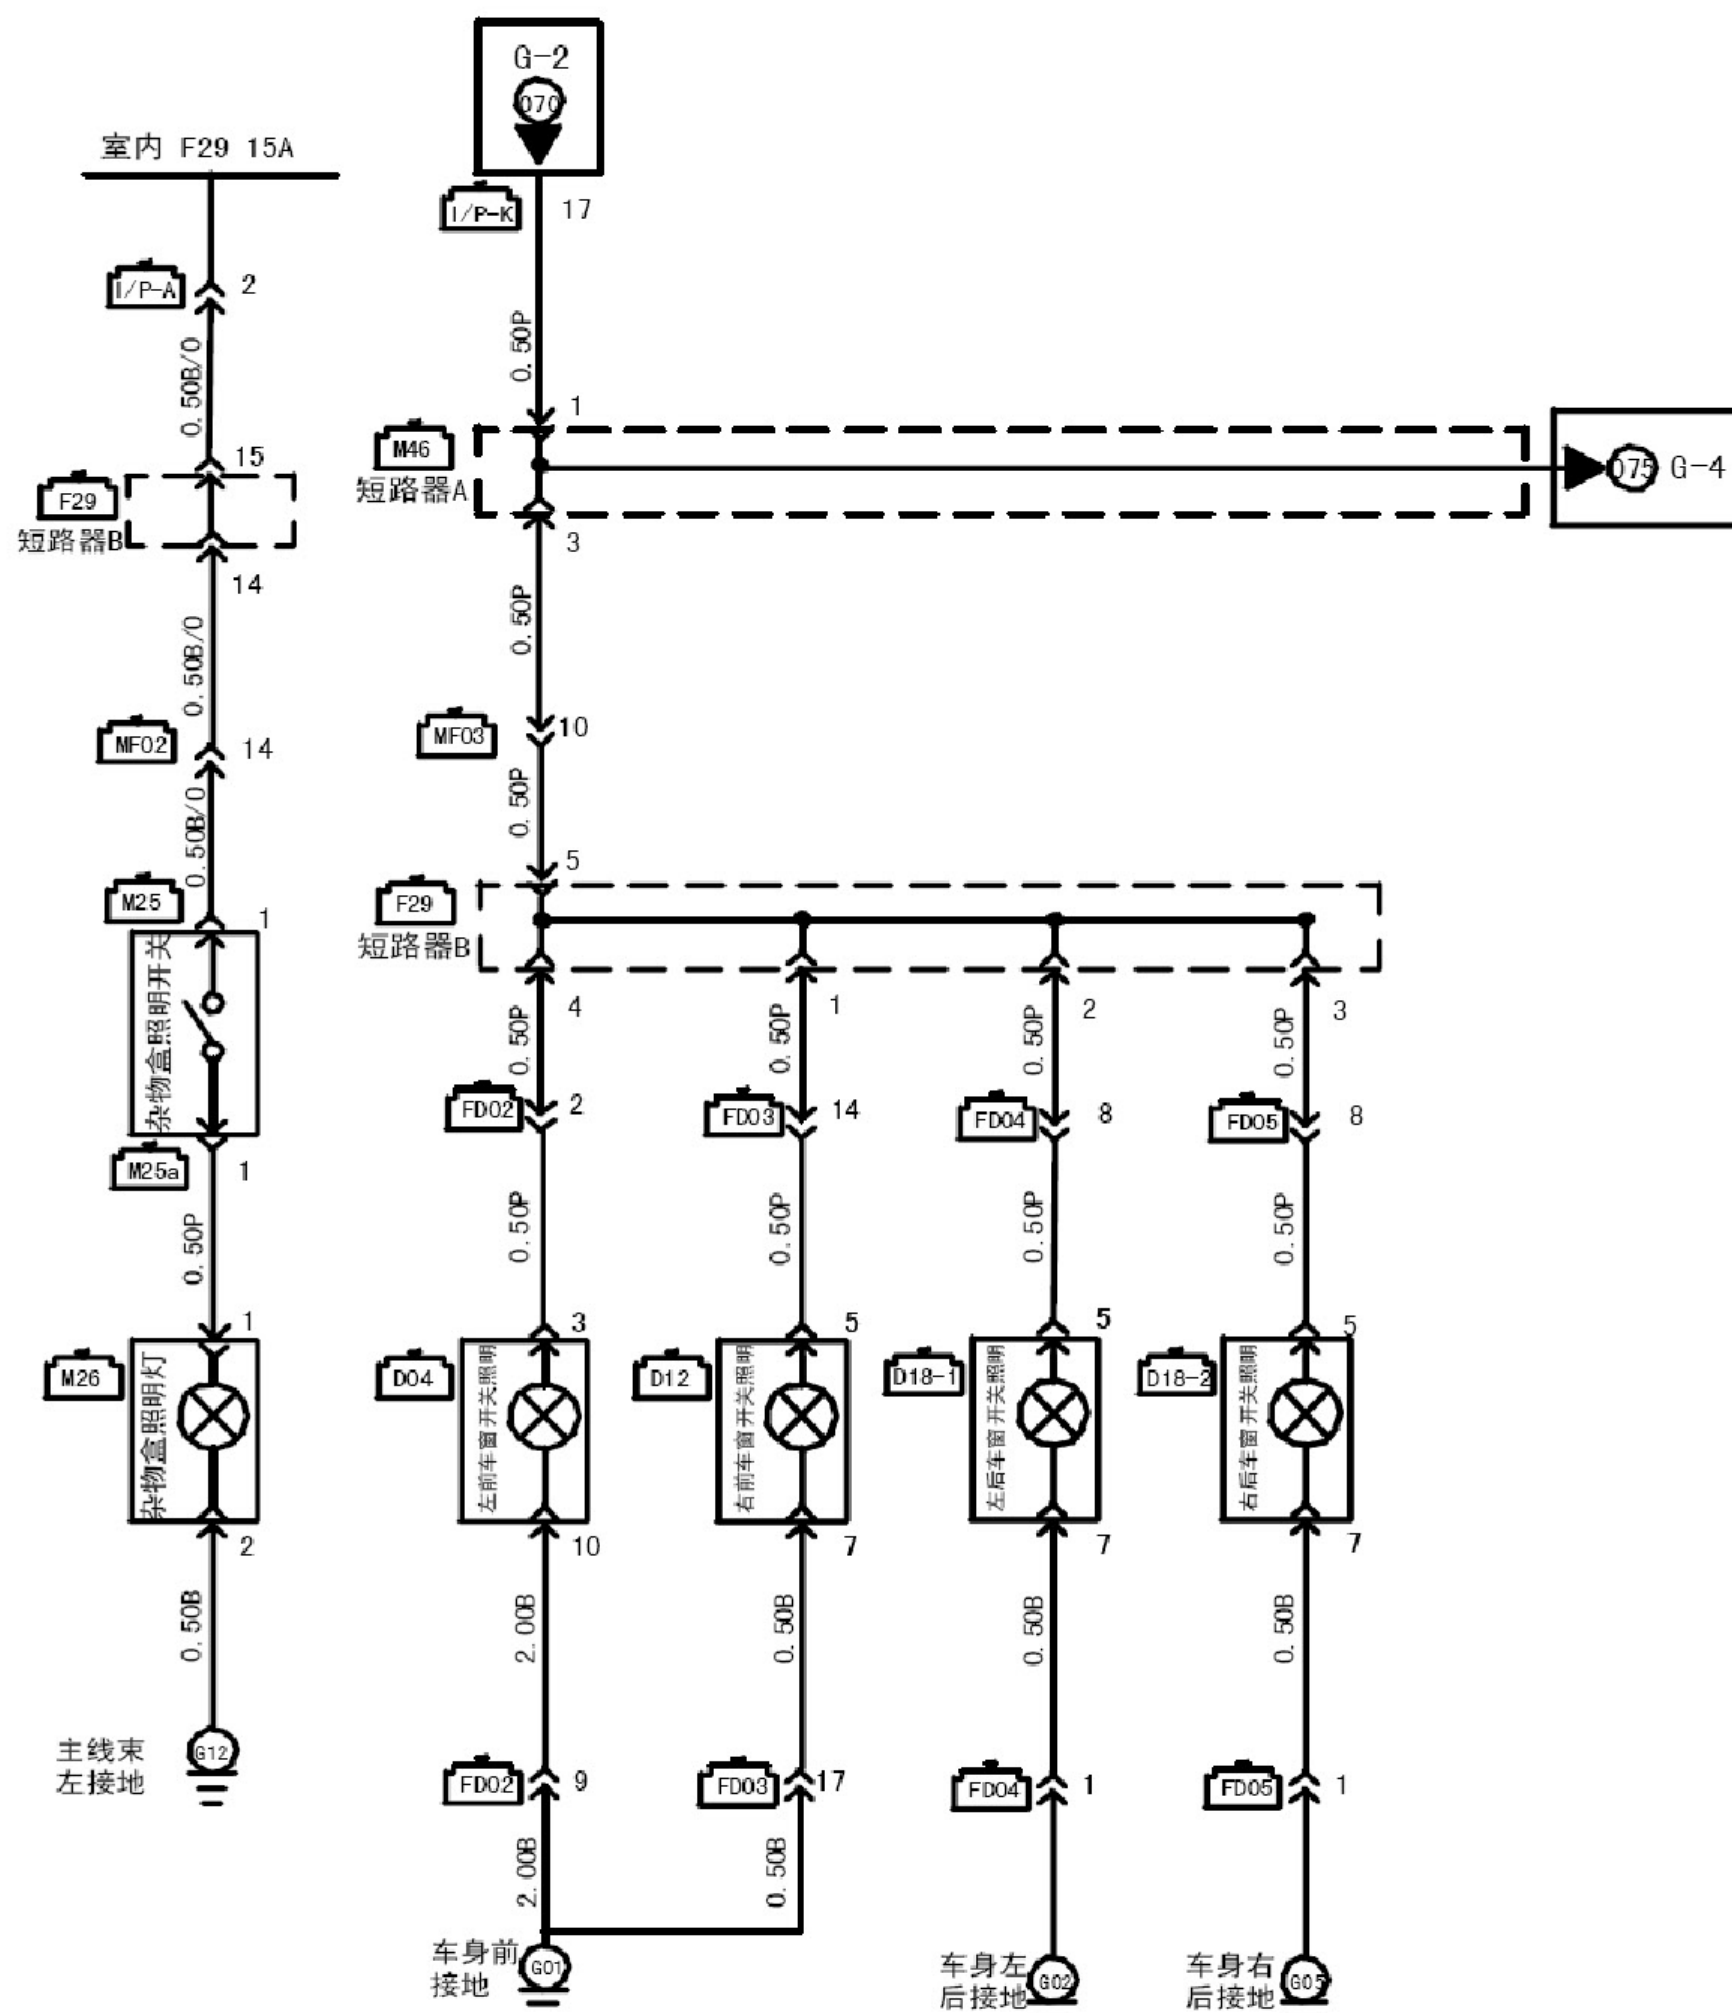 G-2
070
室内 F29 15A
I/P-K
17
I/P-A
2
0.50B/O
0.50P
1
M46
短路器A
075 G-4
15
F29
短路器B
3
14
0.50B/O
0.50P
MF02
14
MF03
10
0.50B/O
0.50P
5
M25
1
F29
短路器B
杂物盒照明开关
4
1
2
3
0.50P
0.50P
0.50P
0.50P
FD02
2
FD03
14
FD04
8
FD05
8
M25a
1
0.50P
0.50P
0.50P
0.50P
0.50P
1
3
5
5
5
M26
杂物盒照明灯
D04
左前车窗开关照明
D12
右前车窗开关照明
D18-1
左后车窗开关照明
D18-2
右后车窗开关照明
2
10
7
7
7
0.50B
2.00B
0.50B
0.50B
0.50B
主线束
左接地
G12
FD02
9
FD03
17
FD04
1
FD05
1
2.00B
0.50B
车身前
接地
G01
车身左
后接地
G02
车身右
后接地
G05